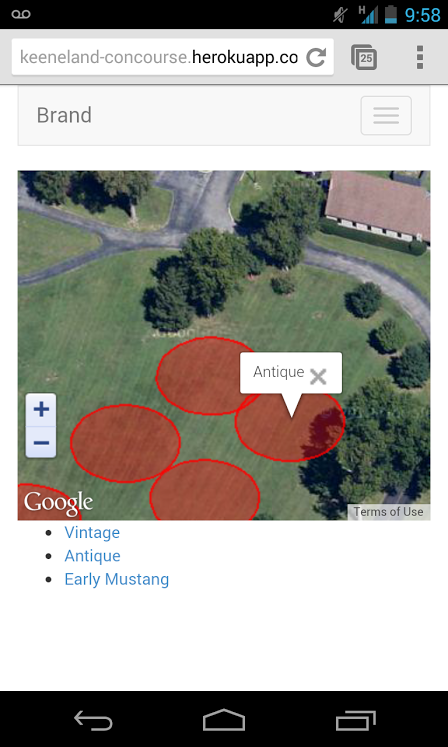 H 9:58
keeneland-concourse.herokuapp.co
25
Brand
Antique
+
−
Google
Terms of Use
Vintage
Antique
Early Mustang